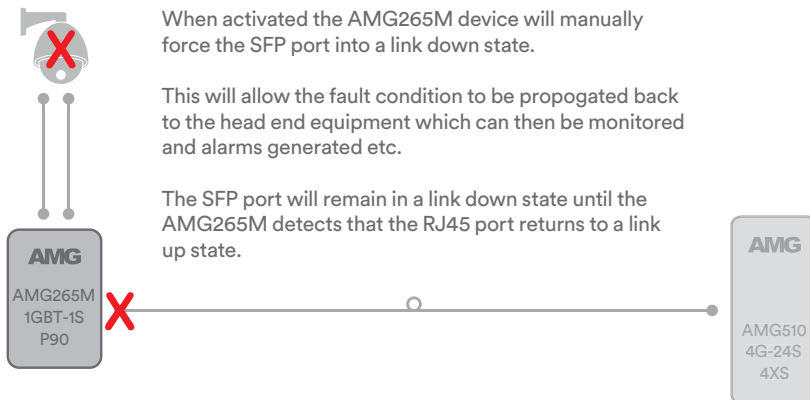 When activated the AMG265M device will manually
force the SFP port into a link down state.
This will allow the fault condition to be propogated back
to the head end equipment which can then be monitored
and alarms generated etc.
The SFP port will remain in a link down state until the
AMG265M detects that the RJ45 port returns to a link
up state.
AMG
AMG265M
1GBT-1S
P90
AMG
AMG510
4G-24S
4XS